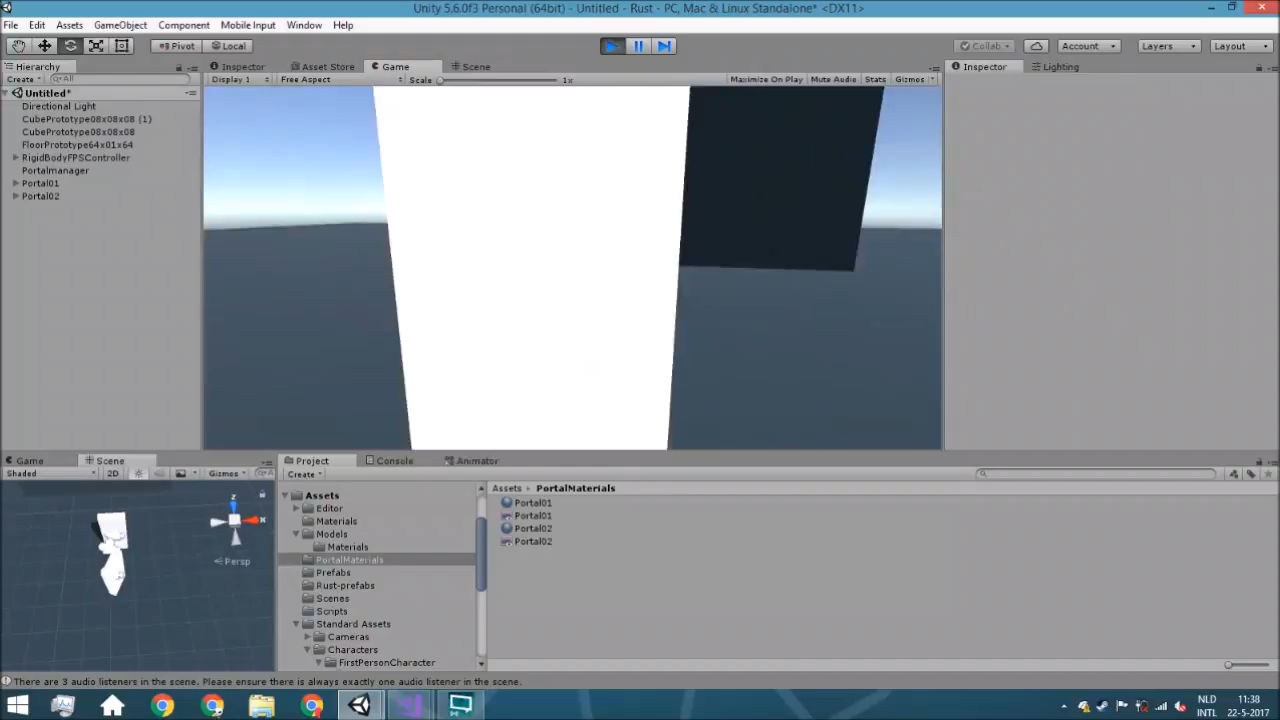 Unity 5.6.0f3 Personal (64bit) - Untitled - Rust - PC, Mac & Linux Standalone* <DX11>
File Edit Assets GameObject Component Mobile Input Window Help
Pivot Local Collab Account Layers Layout
Hierarchy Inspector Asset Store Game Scene Inspector Lighting
Create All Display 1 Free Aspect Scale 1x Maximize On Play Mute Audio Stats Gizmos
Untitled*
Directional Light
CubePrototype08x08x08 (1)
CubePrototype08x08x08
FloorPrototype64x01x64
RigidBodyFPSController
Portalmanager
Portal01
Portal02
Game Scene Project Console Animator
Shaded 2D Gizmos All Create
Assets Assets PortalMaterials
Editor
Materials
Models
Materials
PortalMaterials
Prefabs
Rust-prefabs
Scenes
Scripts
Standard Assets
Cameras
Characters
FirstPersonCharacter
Portal01
Portal01
Portal02
Portal02
z
x
Persp
There are 3 audio listeners in the scene. Please ensure there is always exactly one audio listener in the scene.
NLD 11:38
INTL 22-5-2017